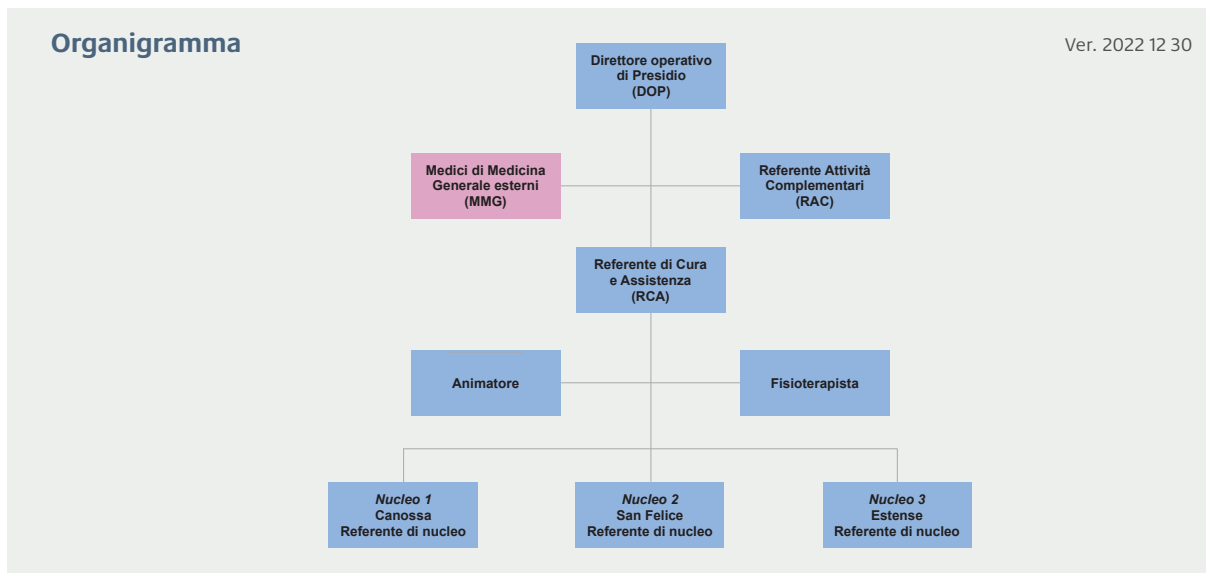 Organigramma
Ver. 2022 12 30
Direttore operativo
di Presidio
(DOP)
Medici di Medicina
Generale esterni
(MMG)
Referente Attività
Complementari
(RAC)
Referente di Cura
e Assistenza
(RCA)
Animatore
Fisioterapista
Nucleo 1
Canossa
Referente di nucleo
Nucleo 2
San Felice
Referente di nucleo
Nucleo 3
Estense
Referente di nucleo